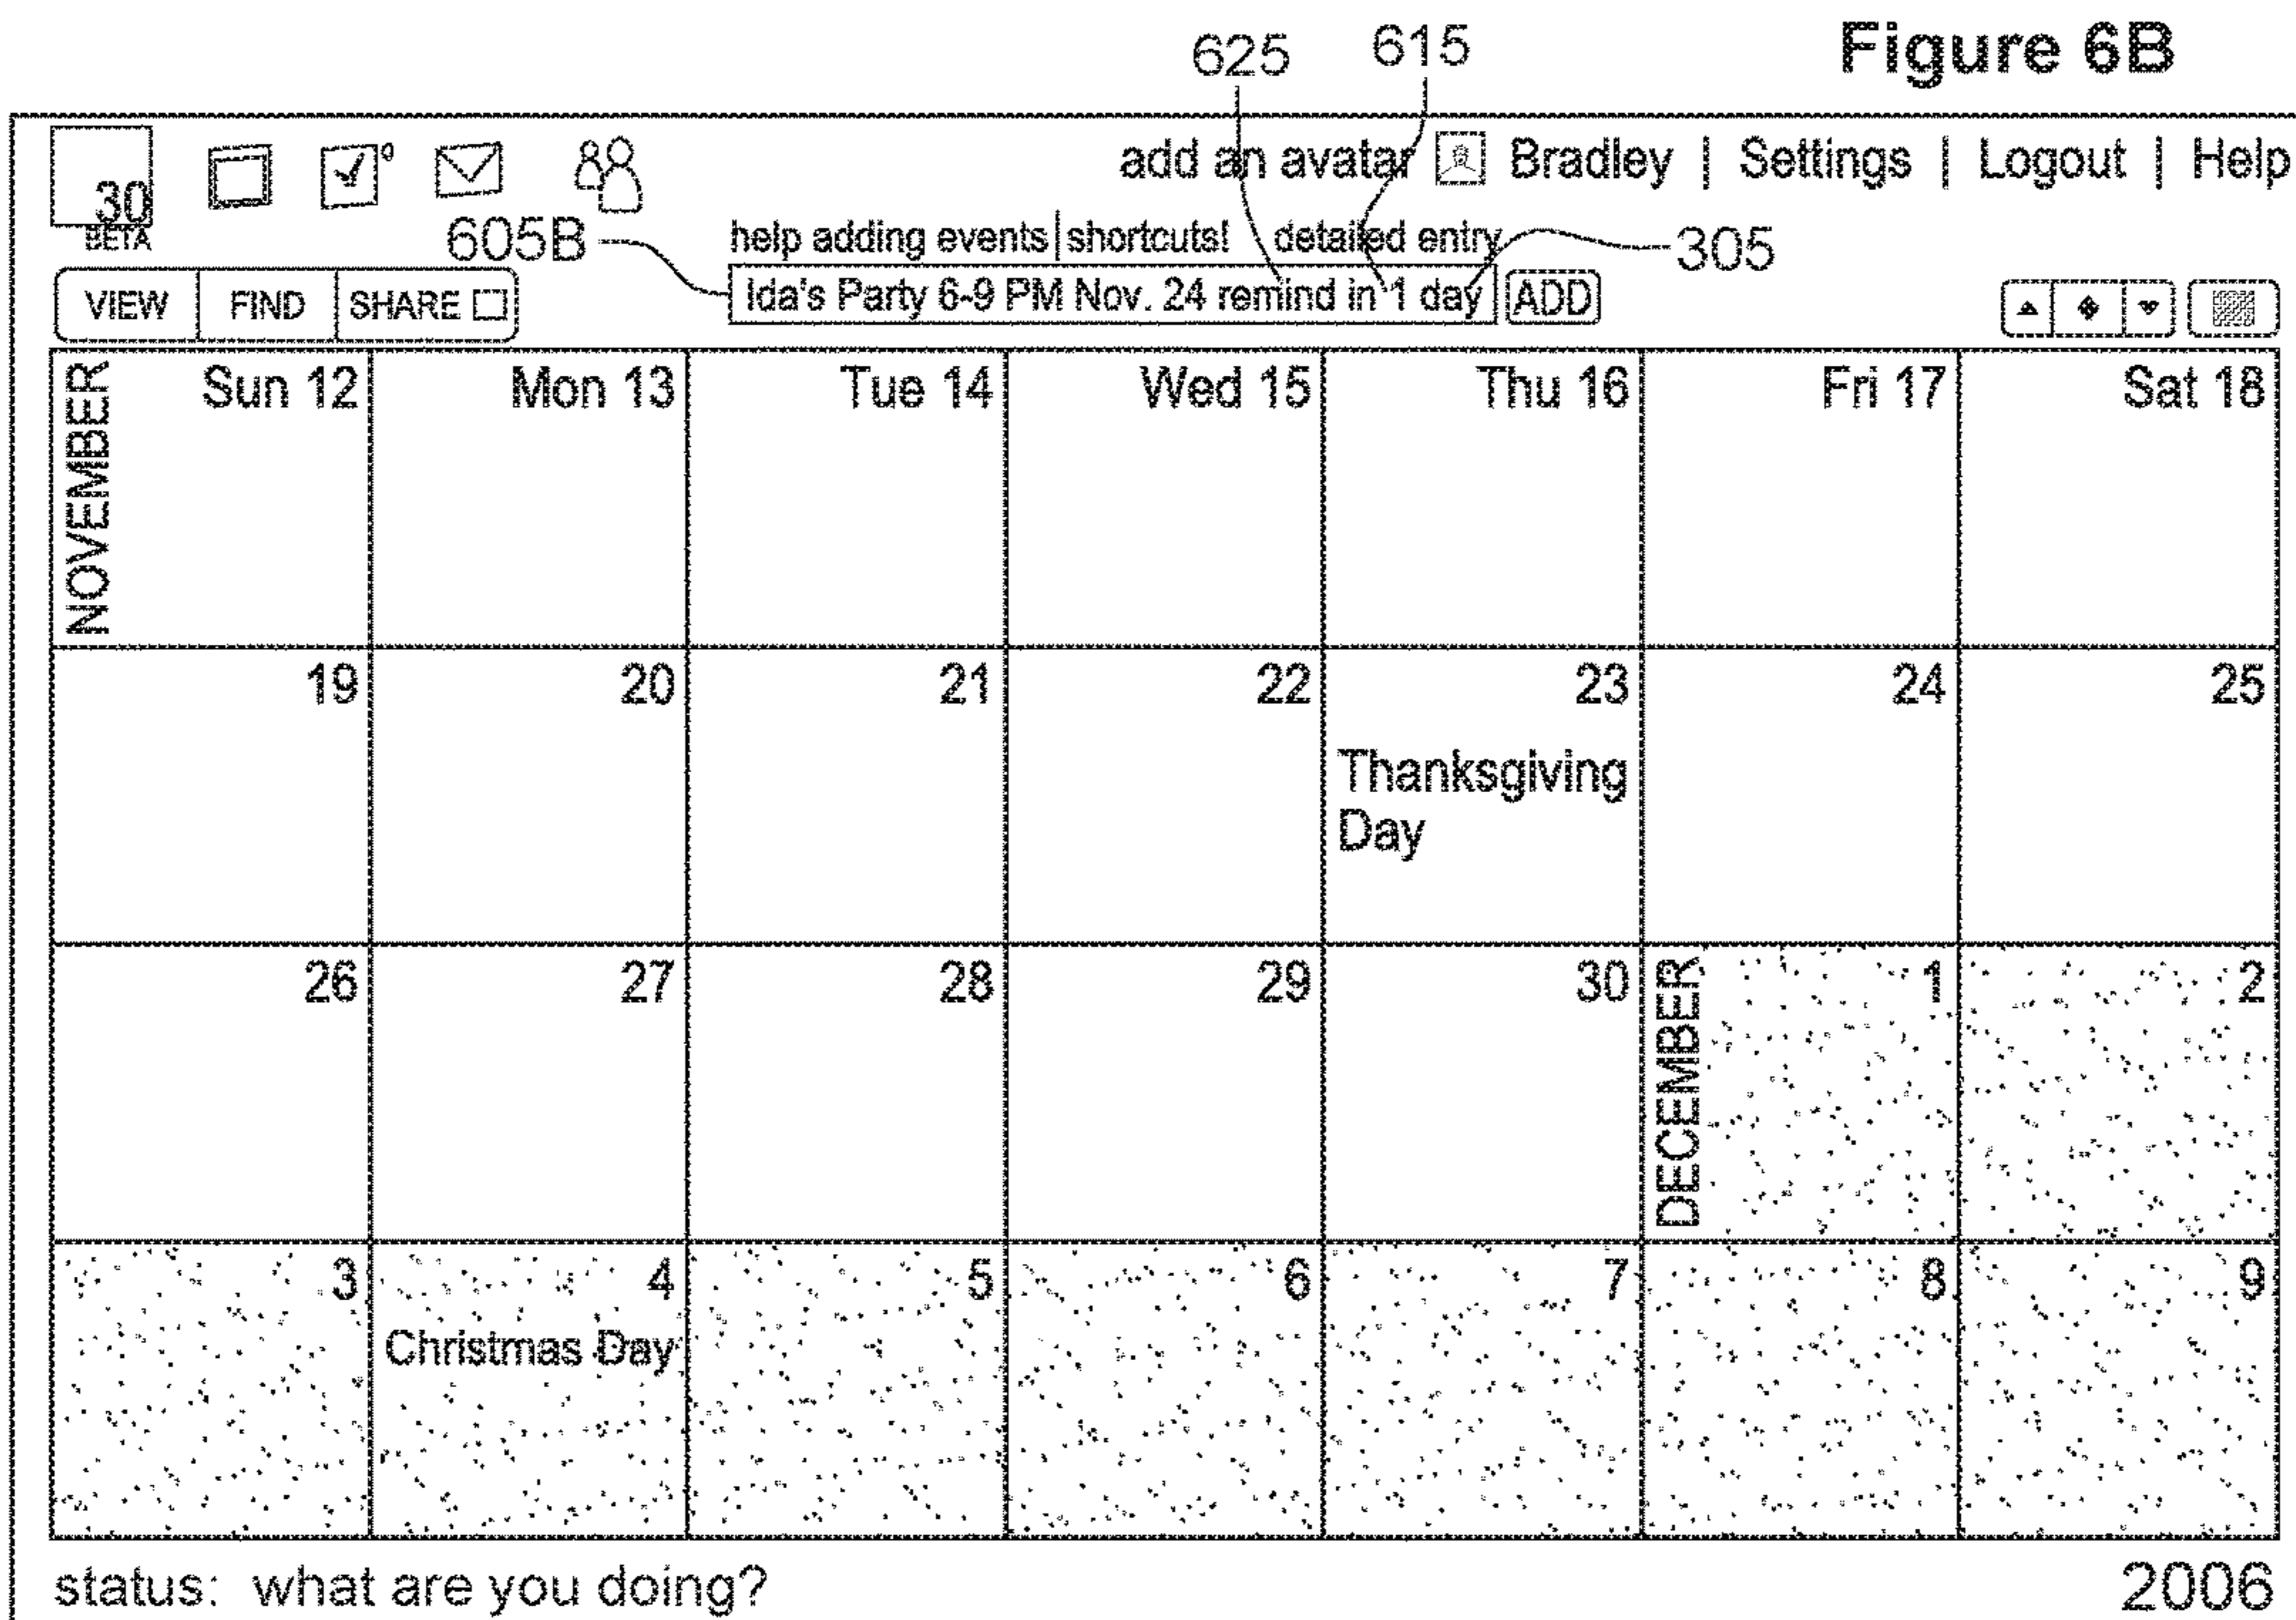 Figure 6B
625 615
add an avatar Bradley | Settings | Logout | Help
30
BETA
605B
help adding events | shortcuts! detailed entry
305
VIEW FIND SHARE
Ida's Party 6-9 PM Nov. 24 remind in 1 day ADD
NOVEMBER
Sun 12 Mon 13 Tue 14 Wed 15 Thu 16 Fri 17 Sat 18
19 20 21 22 23 24 25
Thanksgiving
Day
26 27 28 29 30 1 2
DECEMBER
3 4 5 6 7 8 9
Christmas Day
status: what are you doing? 2006